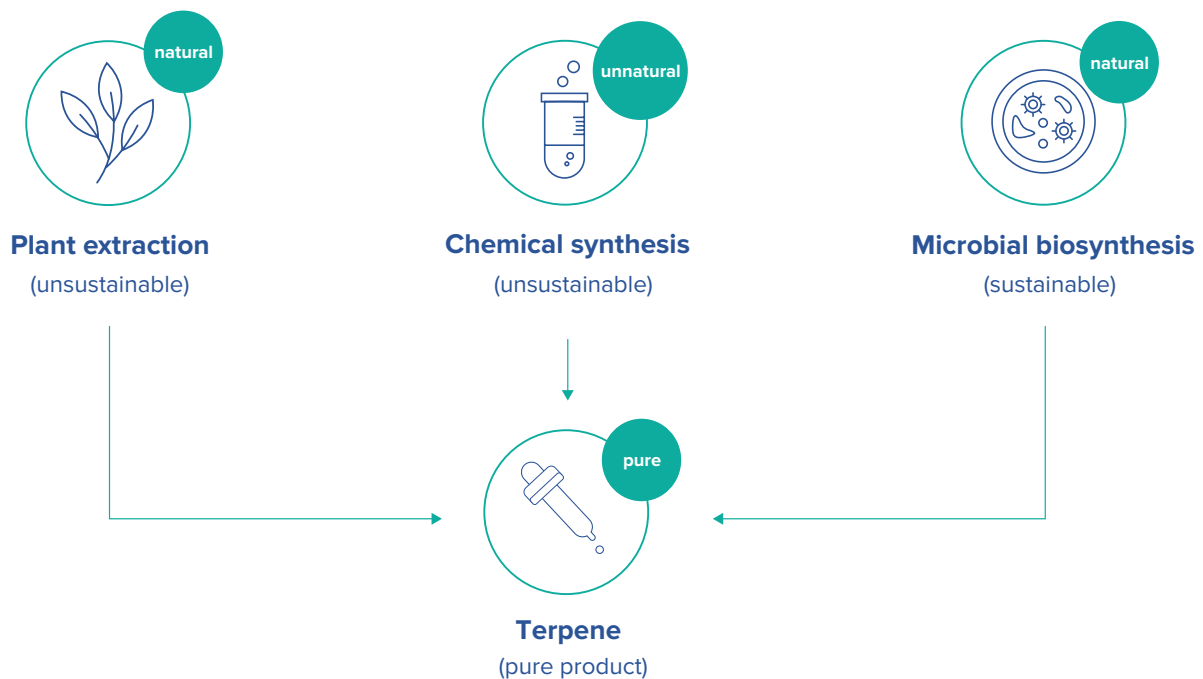 natural
unnatural
natural
Plant extraction
(unsustainable)
Chemical synthesis
(unsustainable)
Microbial biosynthesis
(sustainable)
pure
Terpene
(pure product)